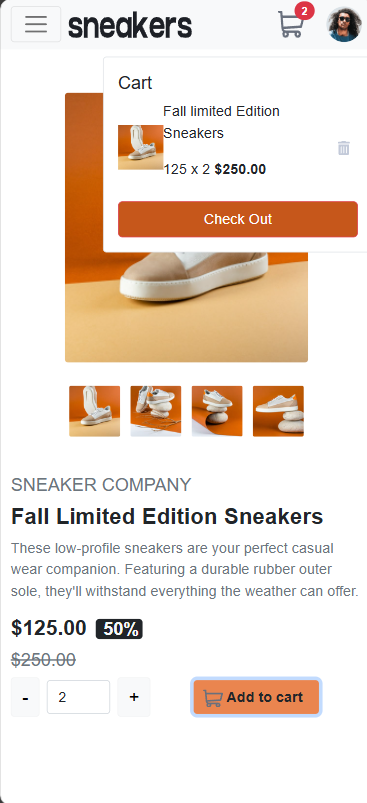 sneakers
2
Cart
Fall limited Edition
Sneakers
125 x 2 $250.00
Check Out
SNEAKER COMPANY
Fall Limited Edition Sneakers
These low-profile sneakers are your perfect casual
wear companion. Featuring a durable rubber outer
sole, they'll withstand everything the weather can offer.
$125.00 50%
$250.00
- 2 + Add to cart